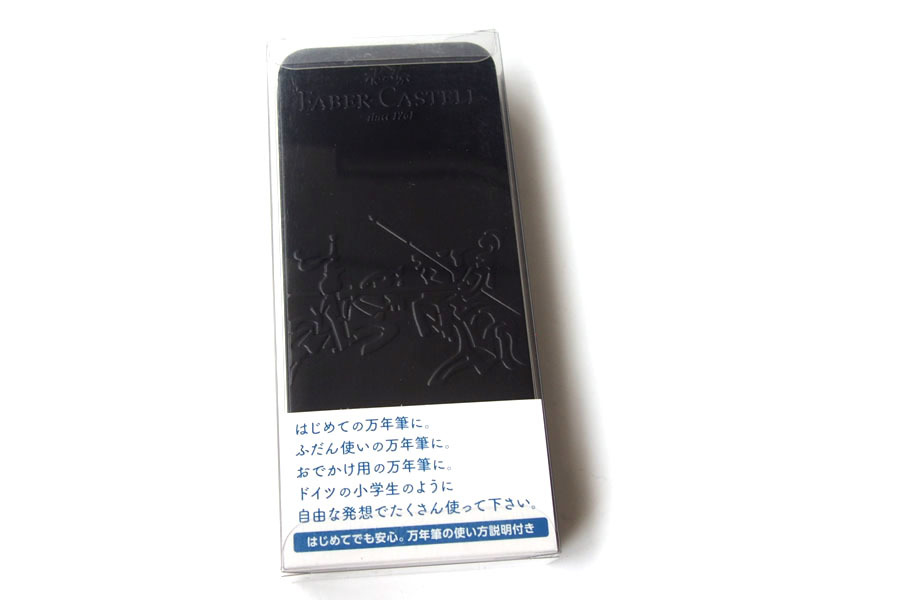 FABER-CASTELL
since 1761
はじめての万年筆に。
ふだん使いの万年筆に。
おでかけ用の万年筆に。
ドイツの小学生のように
自由な発想でたくさん使って下さい。
はじめてでも安心。万年筆の使い方説明付き